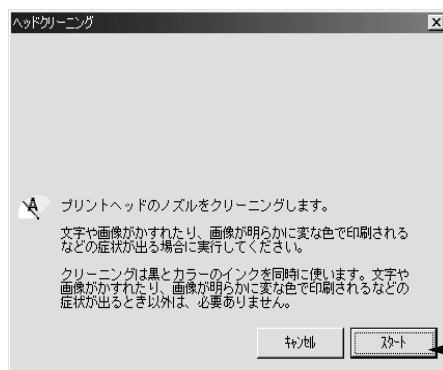 ヘッドクリーニング
プリントヘッドのノズルをクリーニングします。
文字や画像がかすれたり、画像が明らかに変な色で印刷される
などの症状が出る場合に実行してください。
クリーニングは黒とカラーのインクを同時に使います。文字や
画像がかすれたり、画像が明らかに変な色で印刷されるなどの
症状が出るとき以外は、必要ありません。
キャンセル
スタート